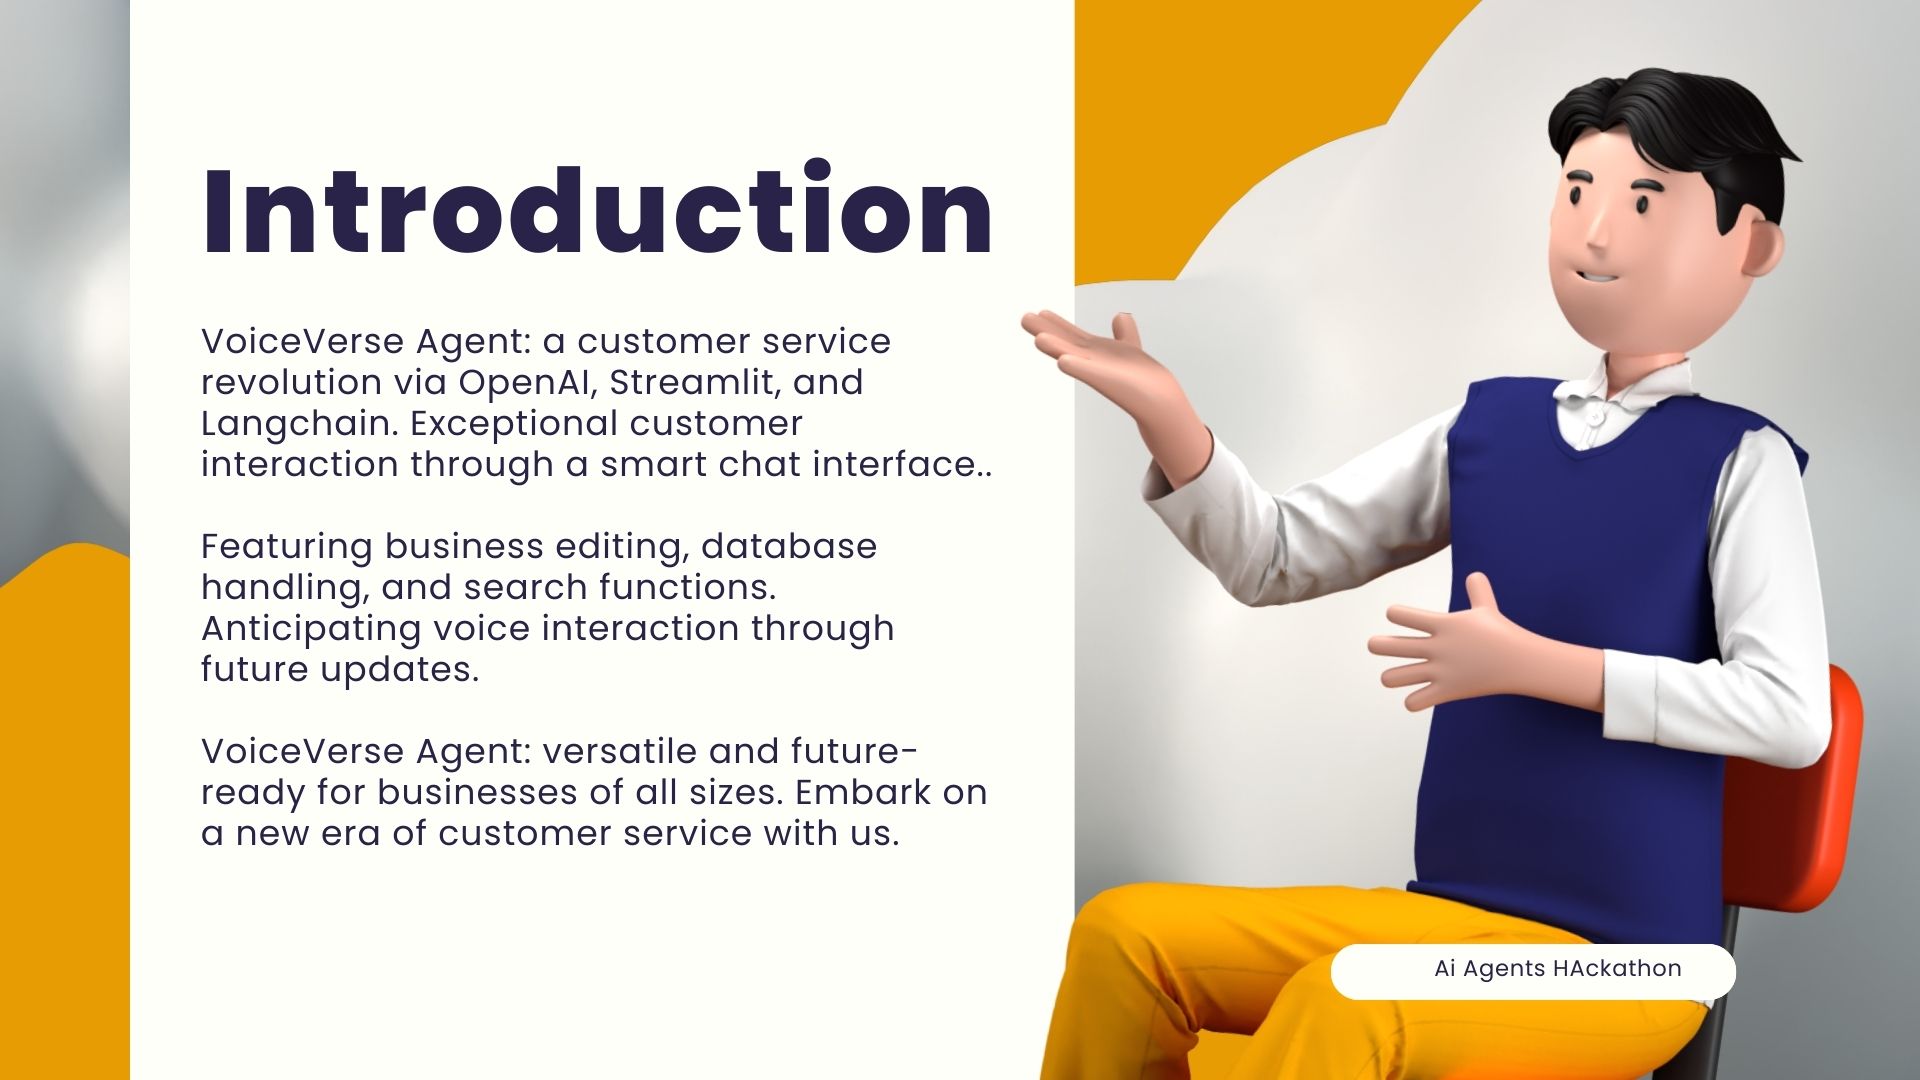 Introduction
VoiceVerse Agent: a customer service
revolution via OpenAI, Streamlit, and
Langchain. Exceptional customer
interaction through a smart chat interface..
Featuring business editing, database
handling, and search functions.
Anticipating voice interaction through
future updates.
VoiceVerse Agent: versatile and future-
ready for businesses of all sizes. Embark on
a new era of customer service with us.
Ai Agents HAckathon